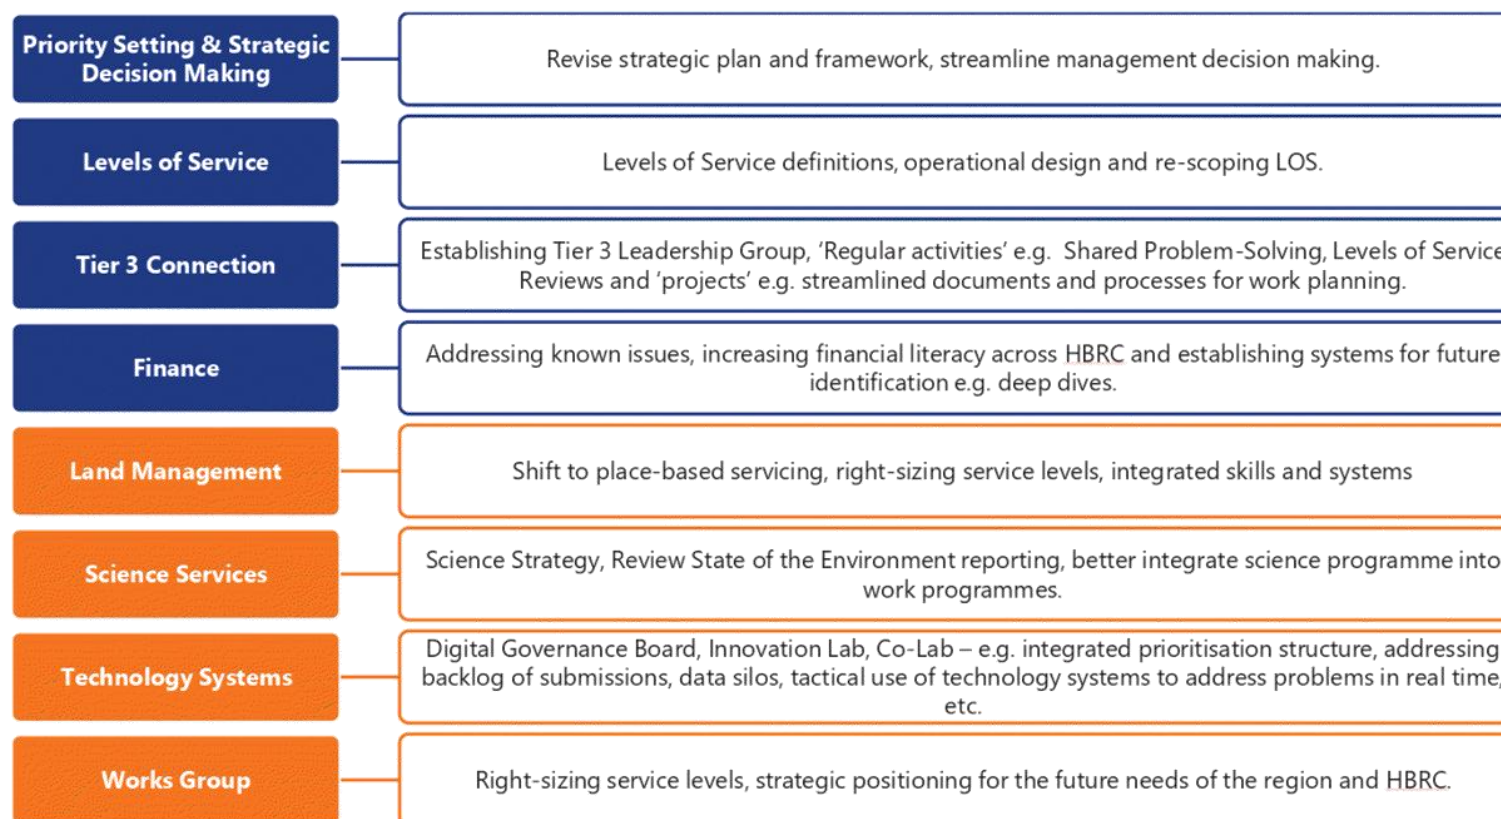 Priority Setting & Strategic
Decision Making
Revise strategic plan and framework, streamline management decision making.
Levels of Service
Levels of Service definitions, operational design and re-scoping LOS.
Tier 3 Connection
Establishing Tier 3 Leadership Group, ‘Regular activities’ e.g.  Shared Problem-Solving, Levels of Service
Reviews and ‘projects’ e.g. streamlined documents and processes for work planning.
Finance
Addressing known issues, increasing financial literacy across HBRC and establishing systems for future
identification e.g. deep dives.
Land Management
Shift to place-based servicing, right-sizing service levels, integrated skills and systems
Science Services
Science Strategy, Review State of the Environment reporting, better integrate science programme into
work programmes.
Technology Systems
Digital Governance Board, Innovation Lab, Co-Lab – e.g. integrated prioritisation structure, addressing
backlog of submissions, data silos, tactical use of technology systems to address problems in real time,
etc.
Works Group
Right-sizing service levels, strategic positioning for the future needs of the region and HBRC.